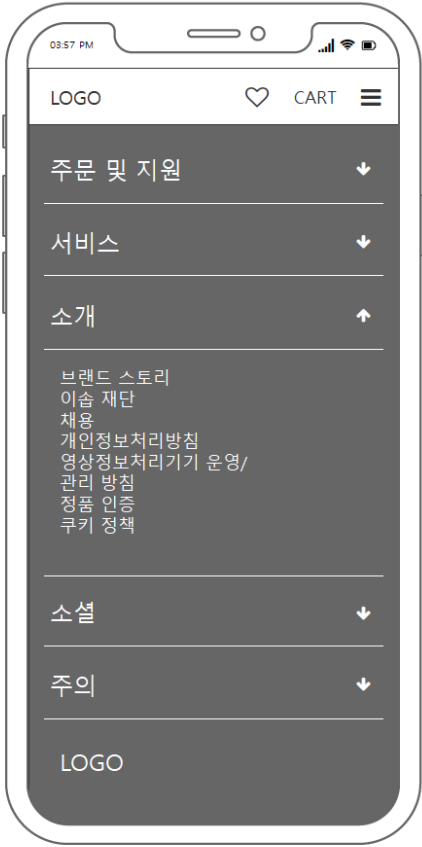 03:57 PM
LOGO CART
주문 및 지원
서비스
소개
브랜드 스토리
이솝 재단
채용
개인정보처리방침
영상정보처리기기 운영/
관리 방침
정품 인증
쿠키 정책
소셜
주의
LOGO